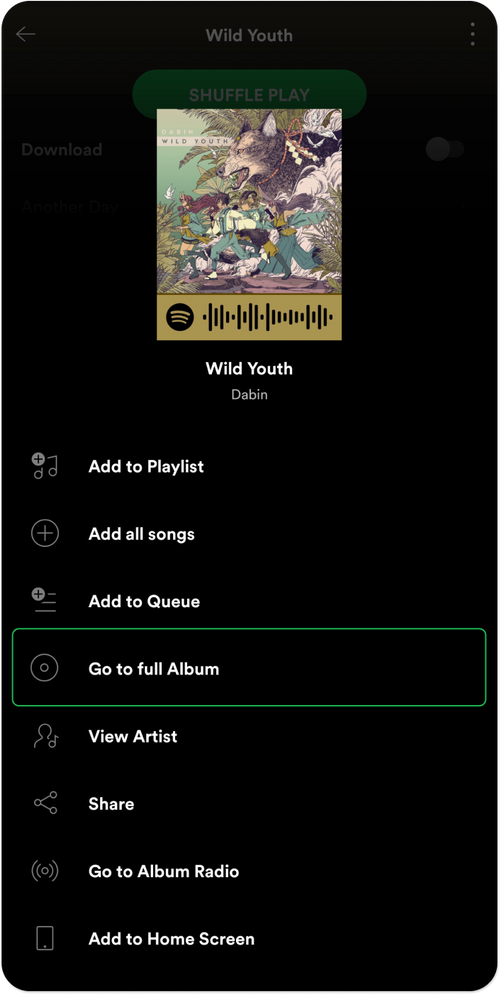 Wild Youth
SHUFFLE PLAY
Download
Another Day
DABIN
WILD YOUTH
Wild Youth
Dabin
Add to Playlist
Add all songs
Add to Queue
Go to full Album
View Artist
Share
Go to Album Radio
Add to Home Screen